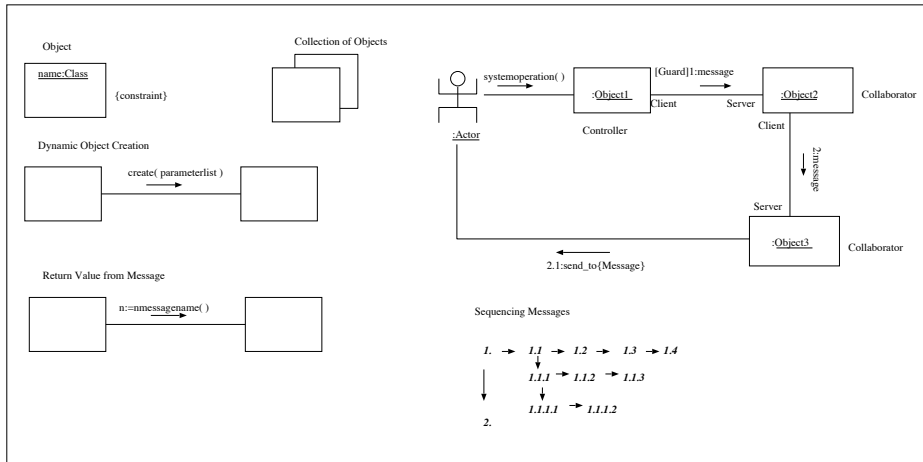 Object
name:Class
{constraint}
Collection of Objects
Dynamic Object Creation
create( parameterlist )
Return Value from Message
n:=nmessagename( )
systemoperation( )
[Guard]1:message
:Object1
Client
Server
:Object2
Collaborator
:Actor
Controller
Client
2:message
Server
:Object3
Collaborator
2.1:send_to{Message}
Sequencing Messages
1. 1.1 1.2 1.3 1.4
1.1.1 1.1.2 1.1.3
1.1.1.1 1.1.1.2
2.